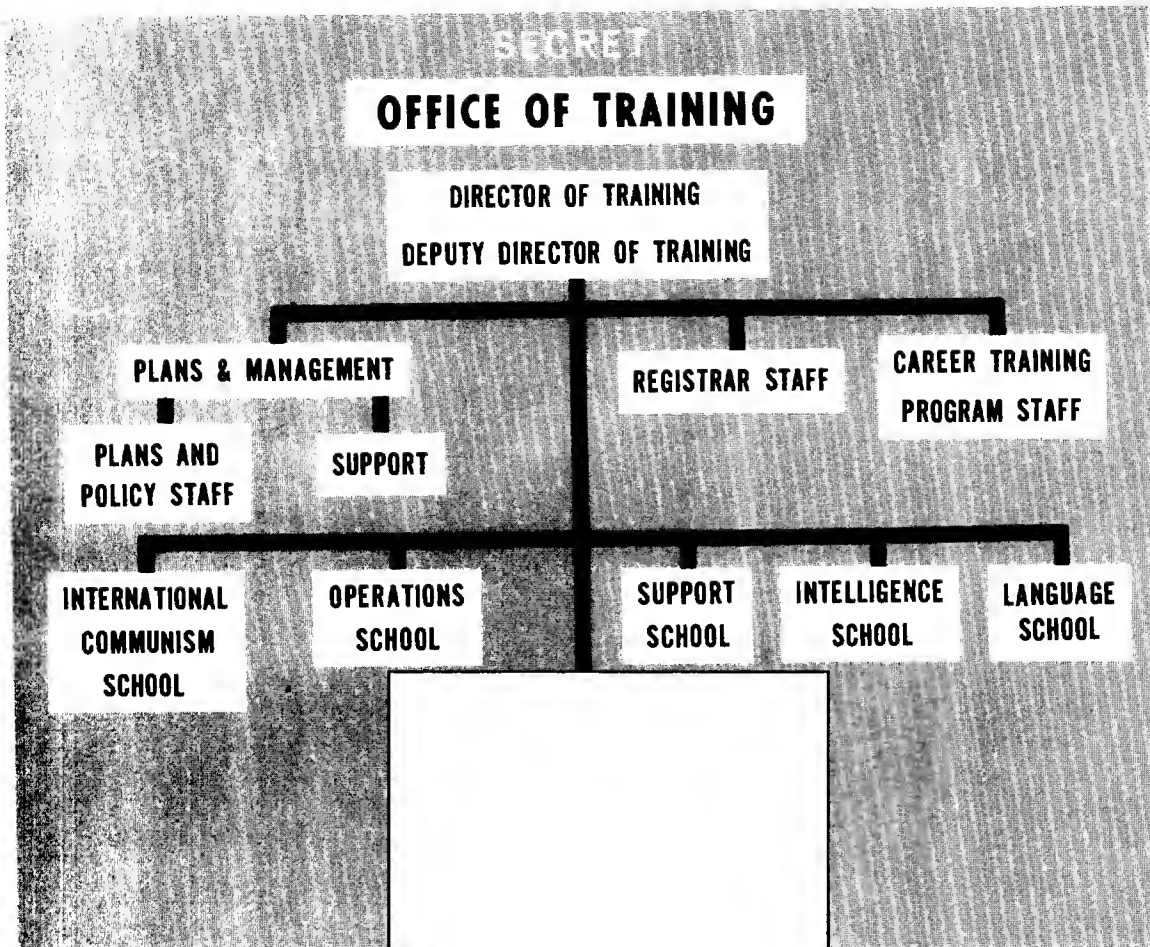 SECRET
OFFICE OF TRAINING
DIRECTOR OF TRAINING
DEPUTY DIRECTOR OF TRAINING
PLANS & MANAGEMENT
REGISTRAR STAFF
CAREER TRAINING
PROGRAM STAFF
PLANS AND
POLICY STAFF
SUPPORT
INTERNATIONAL
COMMUNISM
SCHOOL
OPERATIONS
SCHOOL
SUPPORT
SCHOOL
INTELLIGENCE
SCHOOL
LANGUAGE
SCHOOL